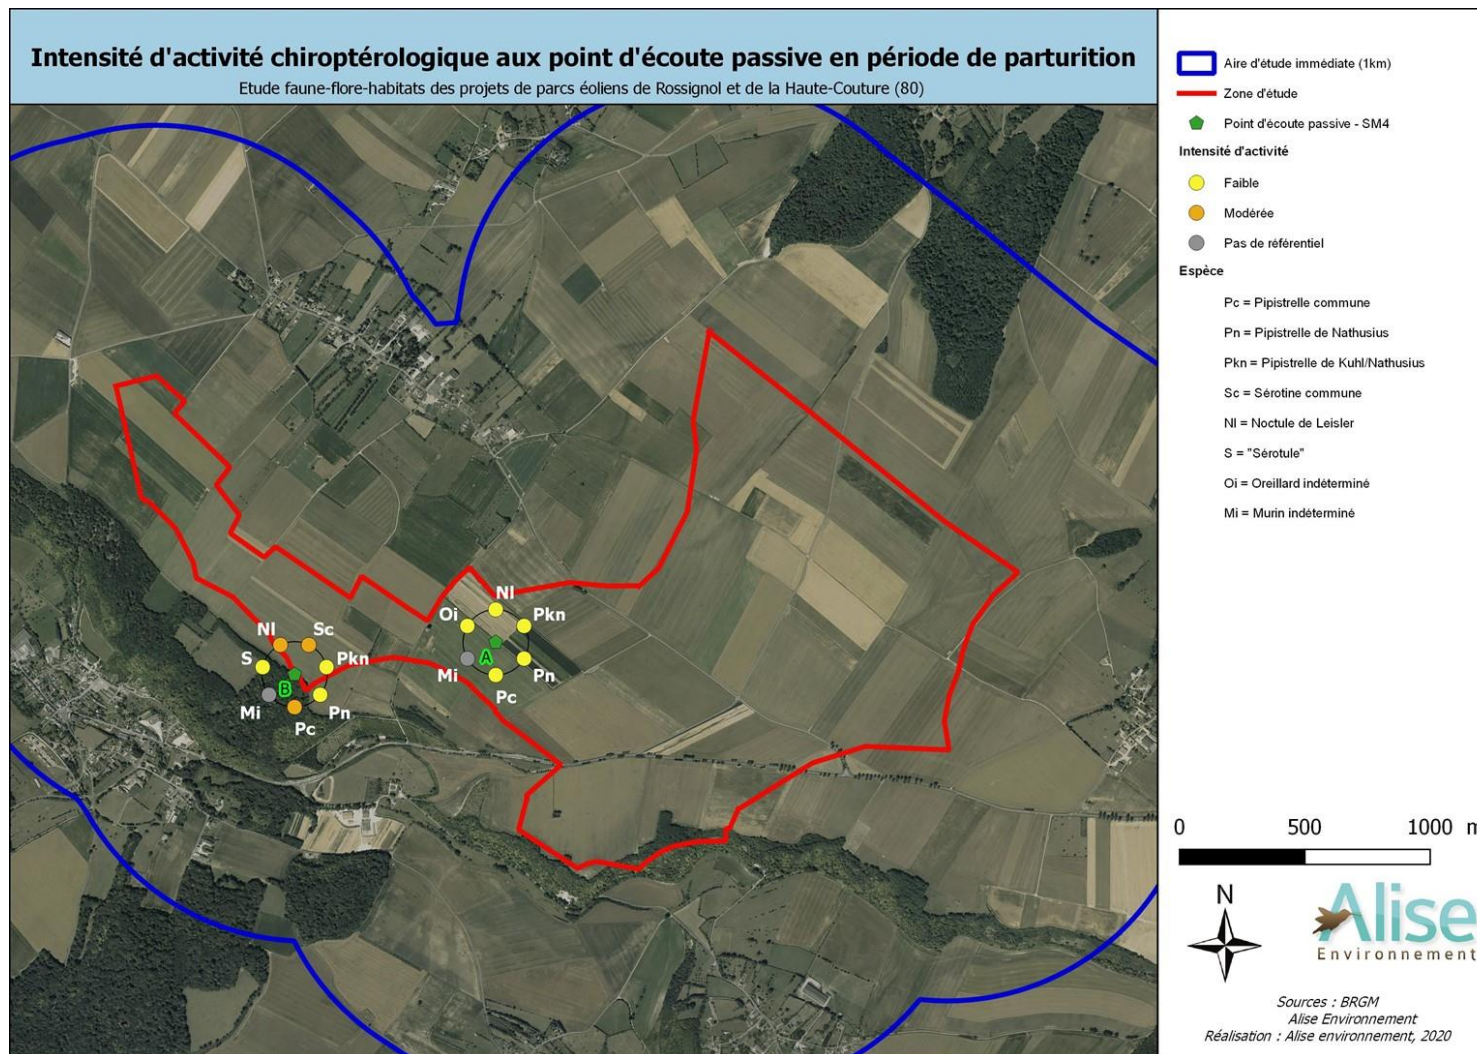 Intensité d'activité chiroptérologique aux point d'écoute passive en période de parturition
Etude faune-flore-habitats des projets de parcs éoliens de Rossignol et de la Haute-Couture (80)
Aire d'étude immédiate (1km)
Zone d'étude
Point d'écoute passive - SM4
Intensité d'activité
Faible
Modérée
Pas de référentiel
Espèce
Pc = Pipistrelle commune
Pn = Pipistrelle de Nathusius
Pkn = Pipistrelle de Kuhl/Nathusius
Sc = Sérotine commune
Nl = Noctule de Leisler
S = "Sérotule"
Oi = Oreillard indéterminé
Mi = Murin indéterminé
Nl
Oi
Pkn
A
Mi
Pn
Pc
Nl
Sc
S
Pkn
B
Mi
Pn
Pc
0 500 1000 m
N
Alise
Environnement
Sources : BRGM
Alise Environnement
Réalisation : Alise environnement, 2020